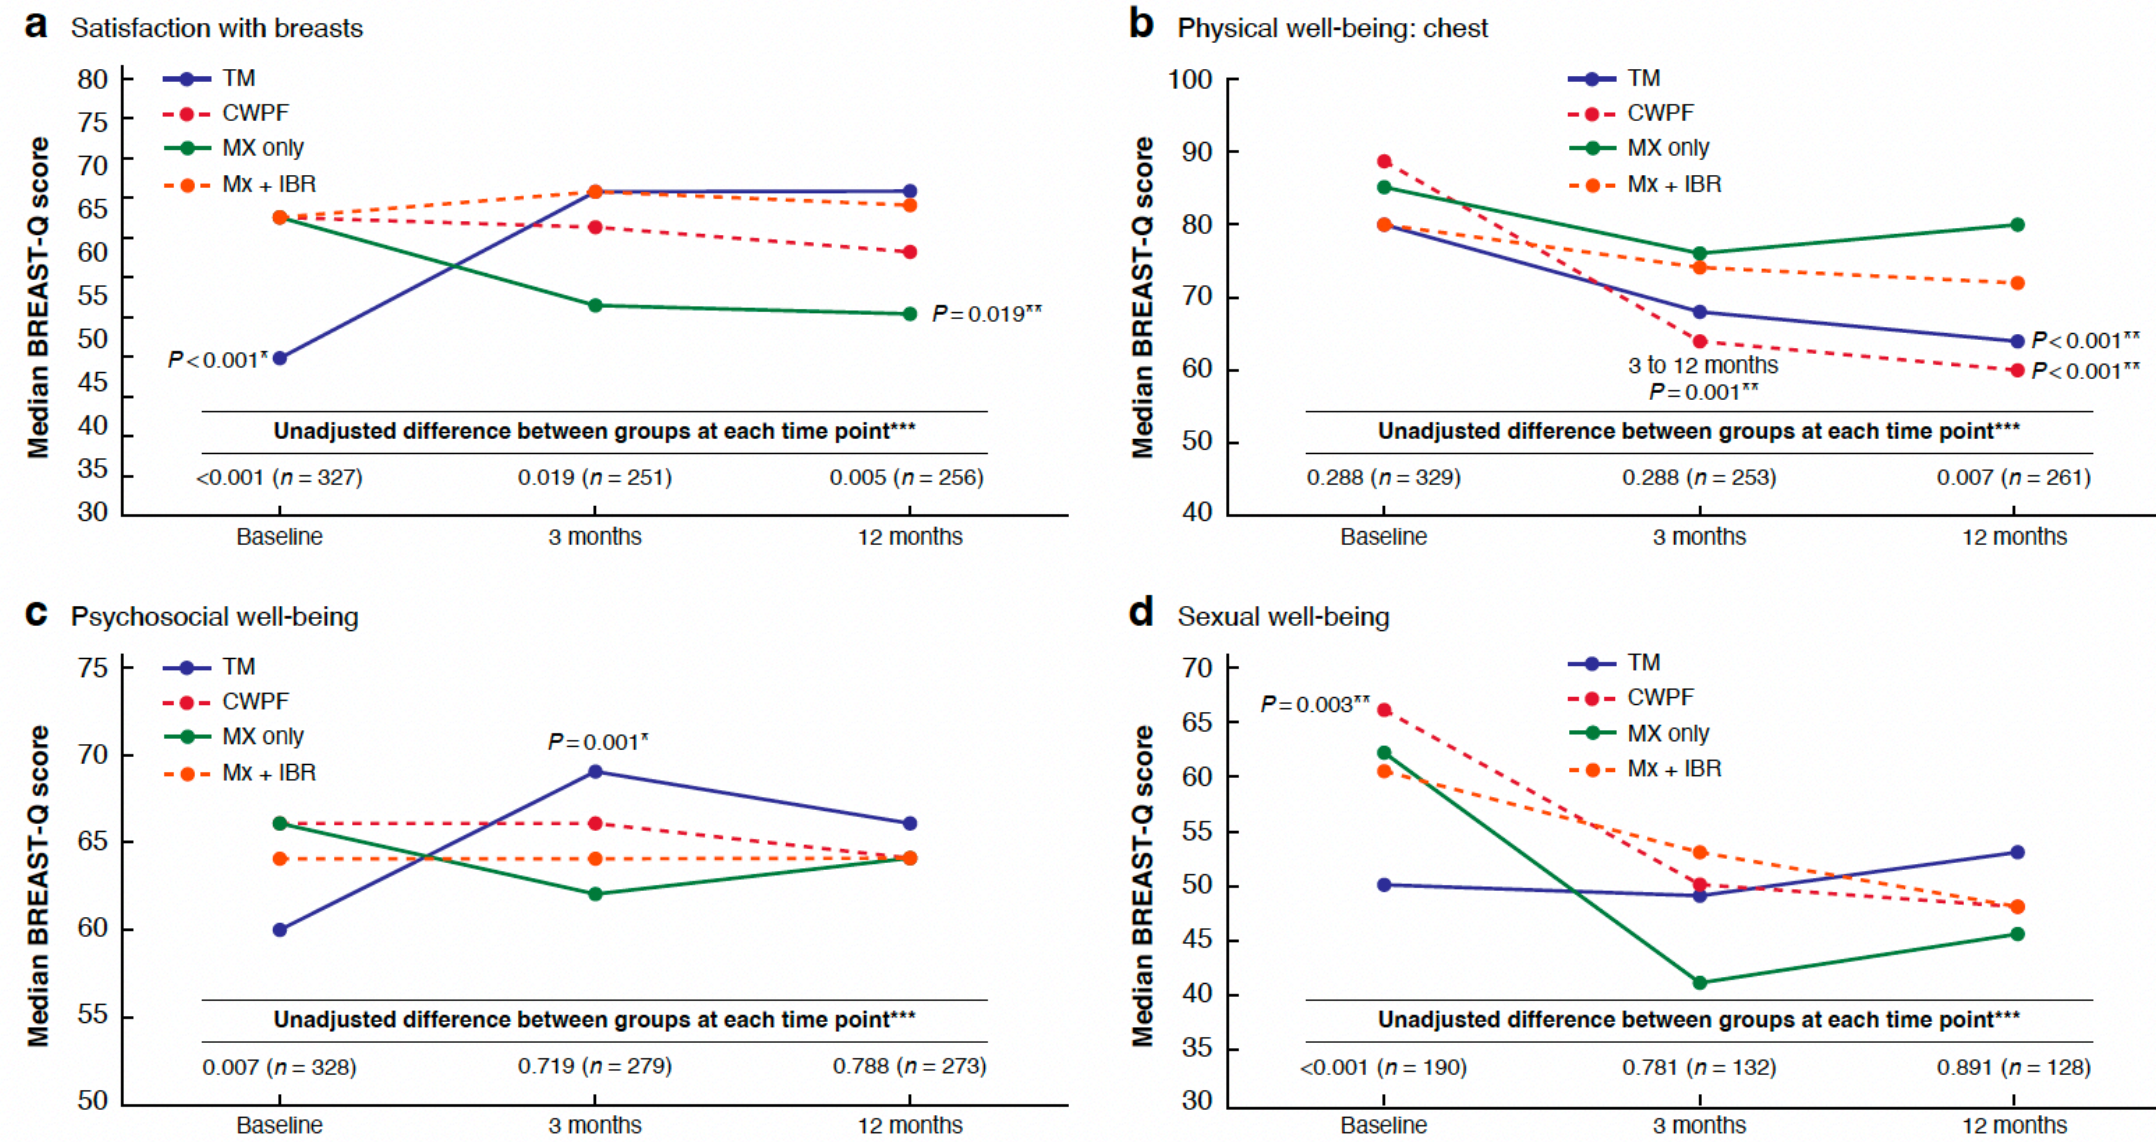 a Satisfaction with breasts
Median BREAST-Q score
80
75
70
65
60
55
50
45
40
35
30
TM
CWPF
MX only
Mx + IBR
P < 0.001*
P = 0.019**
Unadjusted difference between groups at each time point***
<0.001 (n = 327) 0.019 (n = 251) 0.005 (n = 256)
Baseline 3 months 12 months
b Physical well-being: chest
Median BREAST-Q score
100
90
80
70
60
50
40
TM
CWPF
MX only
Mx + IBR
P < 0.001**
P < 0.001**
3 to 12 months
P = 0.001**
Unadjusted difference between groups at each time point***
0.288 (n = 329) 0.288 (n = 253) 0.007 (n = 261)
Baseline 3 months 12 months
c Psychosocial well-being
Median BREAST-Q score
75
70
65
60
55
50
TM
CWPF
MX only
Mx + IBR
P = 0.001*
Unadjusted difference between groups at each time point***
0.007 (n = 328) 0.719 (n = 279) 0.788 (n = 273)
Baseline 3 months 12 months
d Sexual well-being
Median BREAST-Q score
70
65
60
55
50
45
40
35
30
TM
CWPF
MX only
Mx + IBR
P = 0.003**
Unadjusted difference between groups at each time point***
<0.001 (n = 190) 0.781 (n = 132) 0.891 (n = 128)
Baseline 3 months 12 months